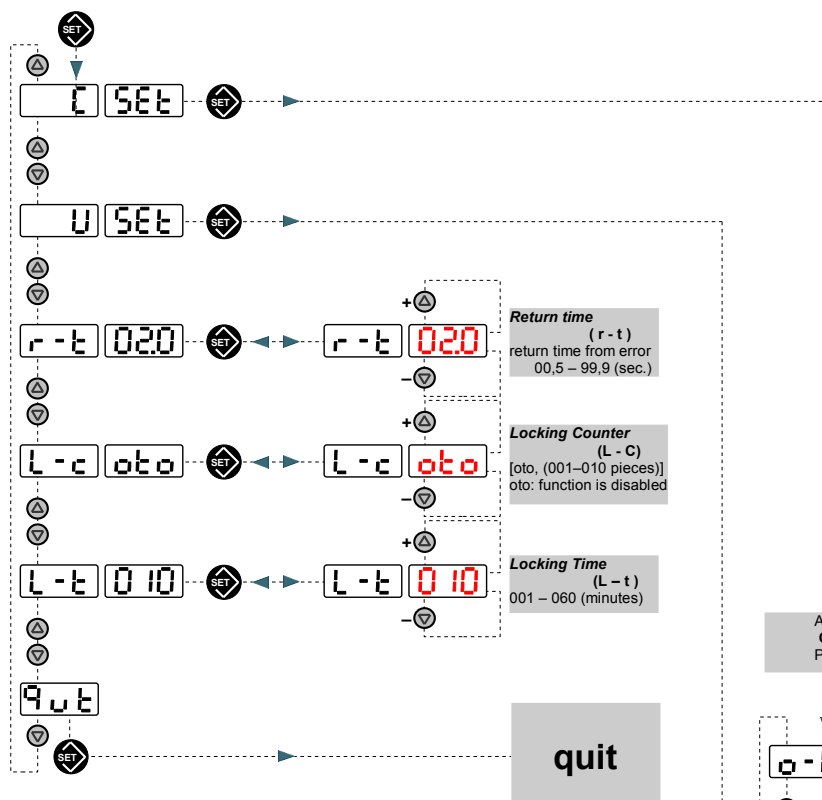 SET
C SEt SET
U SEt SET
r-t 02.0 SET r-t 02.0
+
–
Return time
( r - t )
return time from error
00,5 – 99,9 (sec.)
L-c oto SET L-c oto
+
–
Locking Counter
(L - C)
[oto, (001–010 pieces)]
oto: function is disabled
L-t 010 SET L-t 010
+
–
Locking Time
(L – t )
001 – 060 (minutes)
qut
SET
quit
A
P